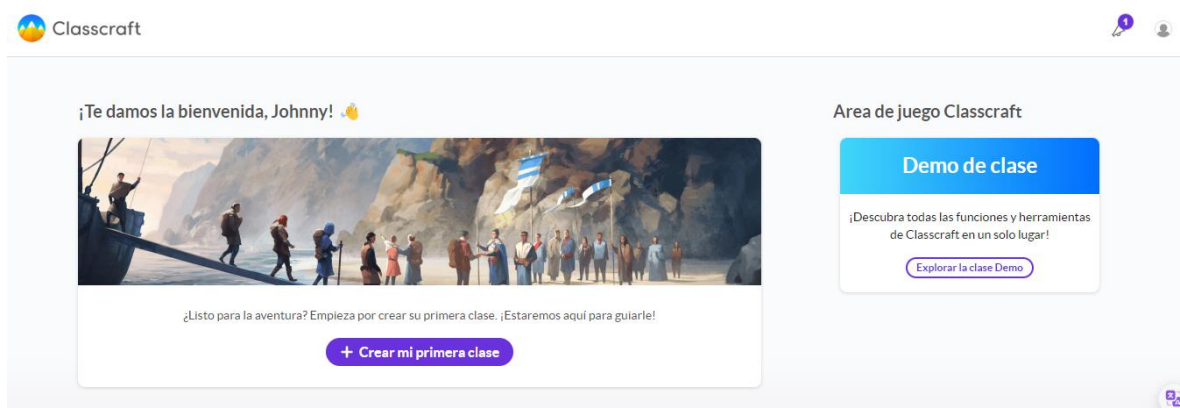 Classcraft
1
¡Te damos la bienvenida, Johnny!
¿Listo para la aventura? Empieza por crear su primera clase. ¡Estaremos aquí para guiarle!
+ Crear mi primera clase
Area de juego Classcraft
Demo de clase
¡Descubra todas las funciones y herramientas
de Classcraft en un solo lugar!
Explorar la clase Demo